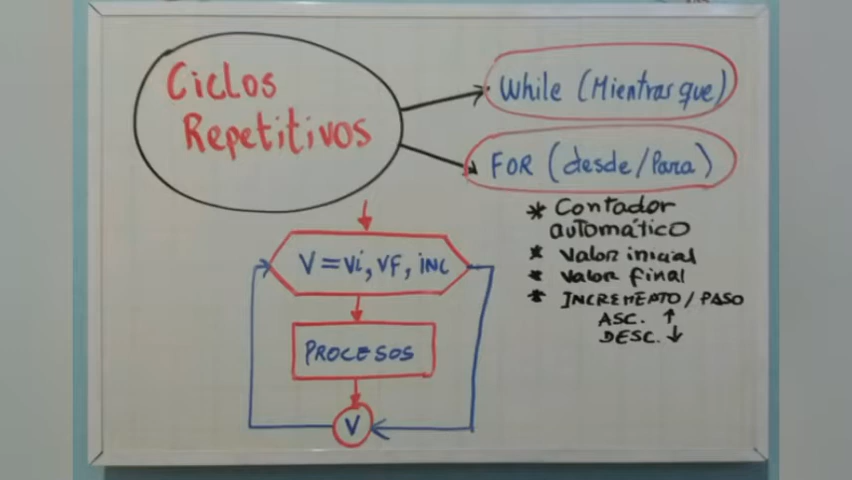 Ciclos
Repetitivos
While (Mientras que)
FOR (desde/Para)
* Contador
automático
* Valor inicial
* Valor final
* INCREMENTO/PASO
ASC. ↑
DESC. ↓
V=Vi, VF, iNC
PROCESOS
V